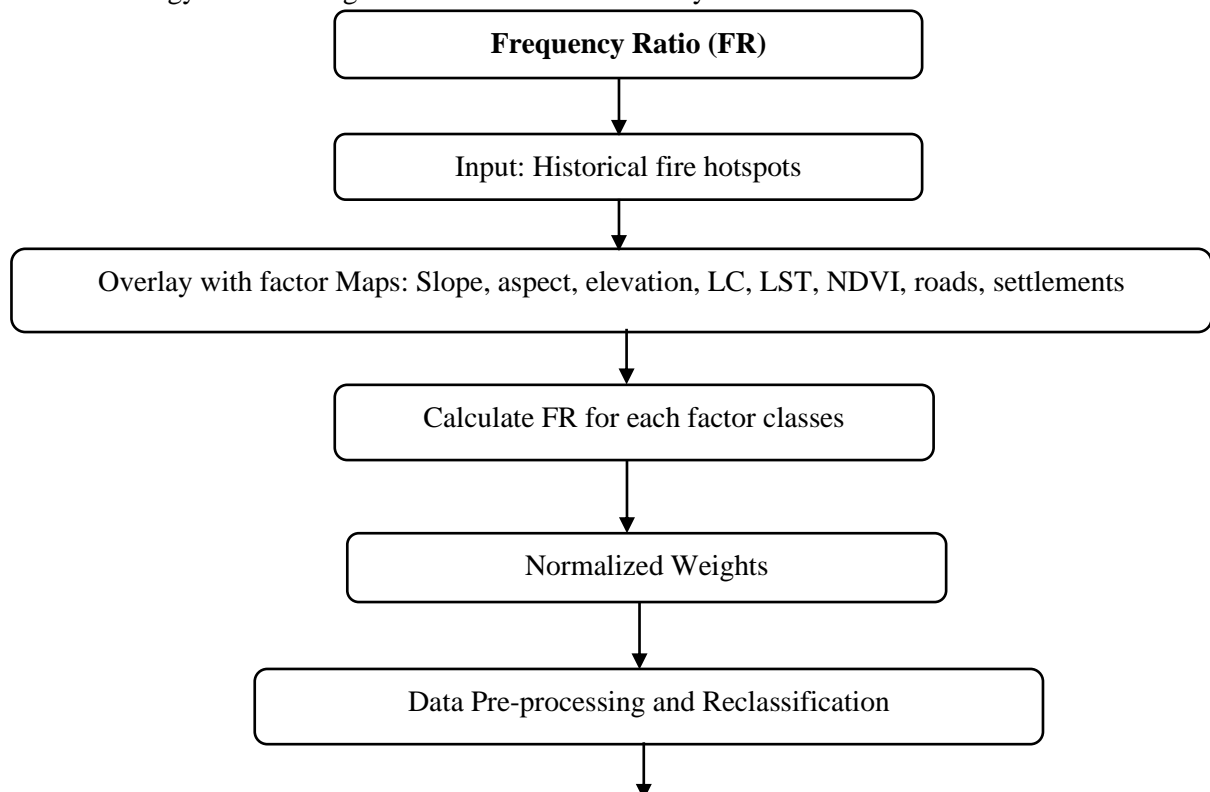 Frequency Ratio (FR)
Input: Historical fire hotspots
Overlay with factor Maps: Slope, aspect, elevation, LC, LST, NDVI, roads, settlements
Calculate FR for each factor classes
Normalized Weights
Data Pre-processing and Reclassification